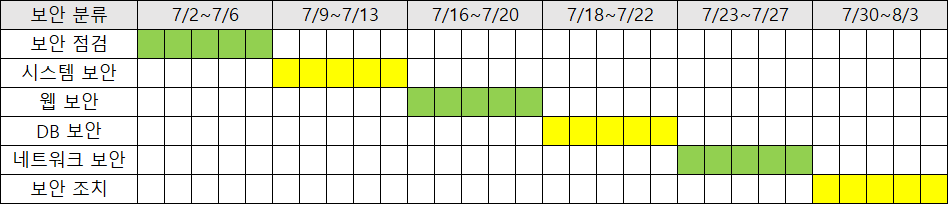 보안 분류 7/2~7/6 7/9~7/13 7/16~7/20 7/18~7/22 7/23~7/27 7/30~8/3
보안 점검
시스템 보안
웹 보안
DB 보안
네트워크 보안
보안 조치